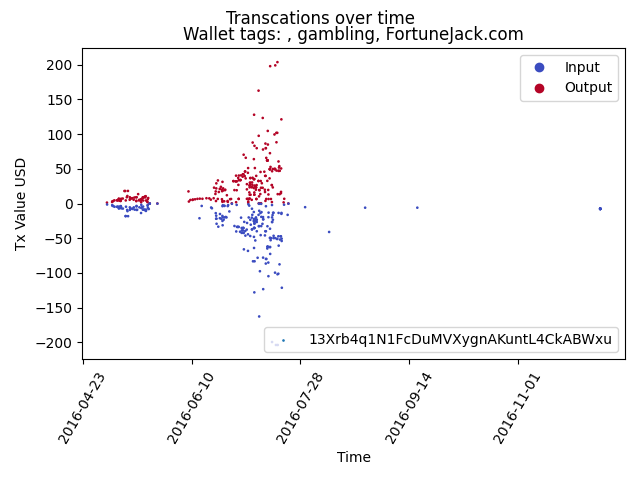 Transcations over time
Wallet tags: , gambling, FortuneJack.com
Tx Value USD
200
150
100
50
0
−50
−100
−150
−200
Input
Output
13Xrb4q1N1FcDuMVXygnAKuntL4CkABWxu
2016-04-23
2016-06-10
2016-07-28
2016-09-14
2016-11-01
Time